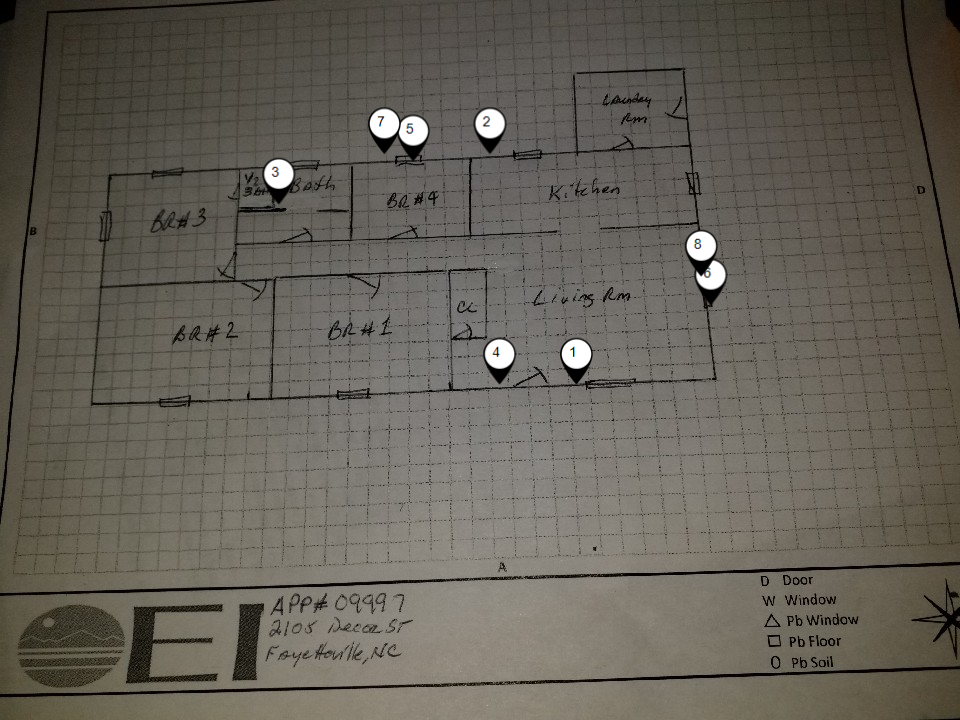 Laundry
Rm
7
5
2
3
1/2
BATH
Bath
BR#4
Kitchen
D
BR#3
B
8
6
Living Rm
CL
BR#2
BR#1
4
1
A
OEI
APP# 09997
2105 Decoa ST
Fayetteville, NC
D Door
W Window
△ Pb Window
□ Pb Floor
O Pb Soil